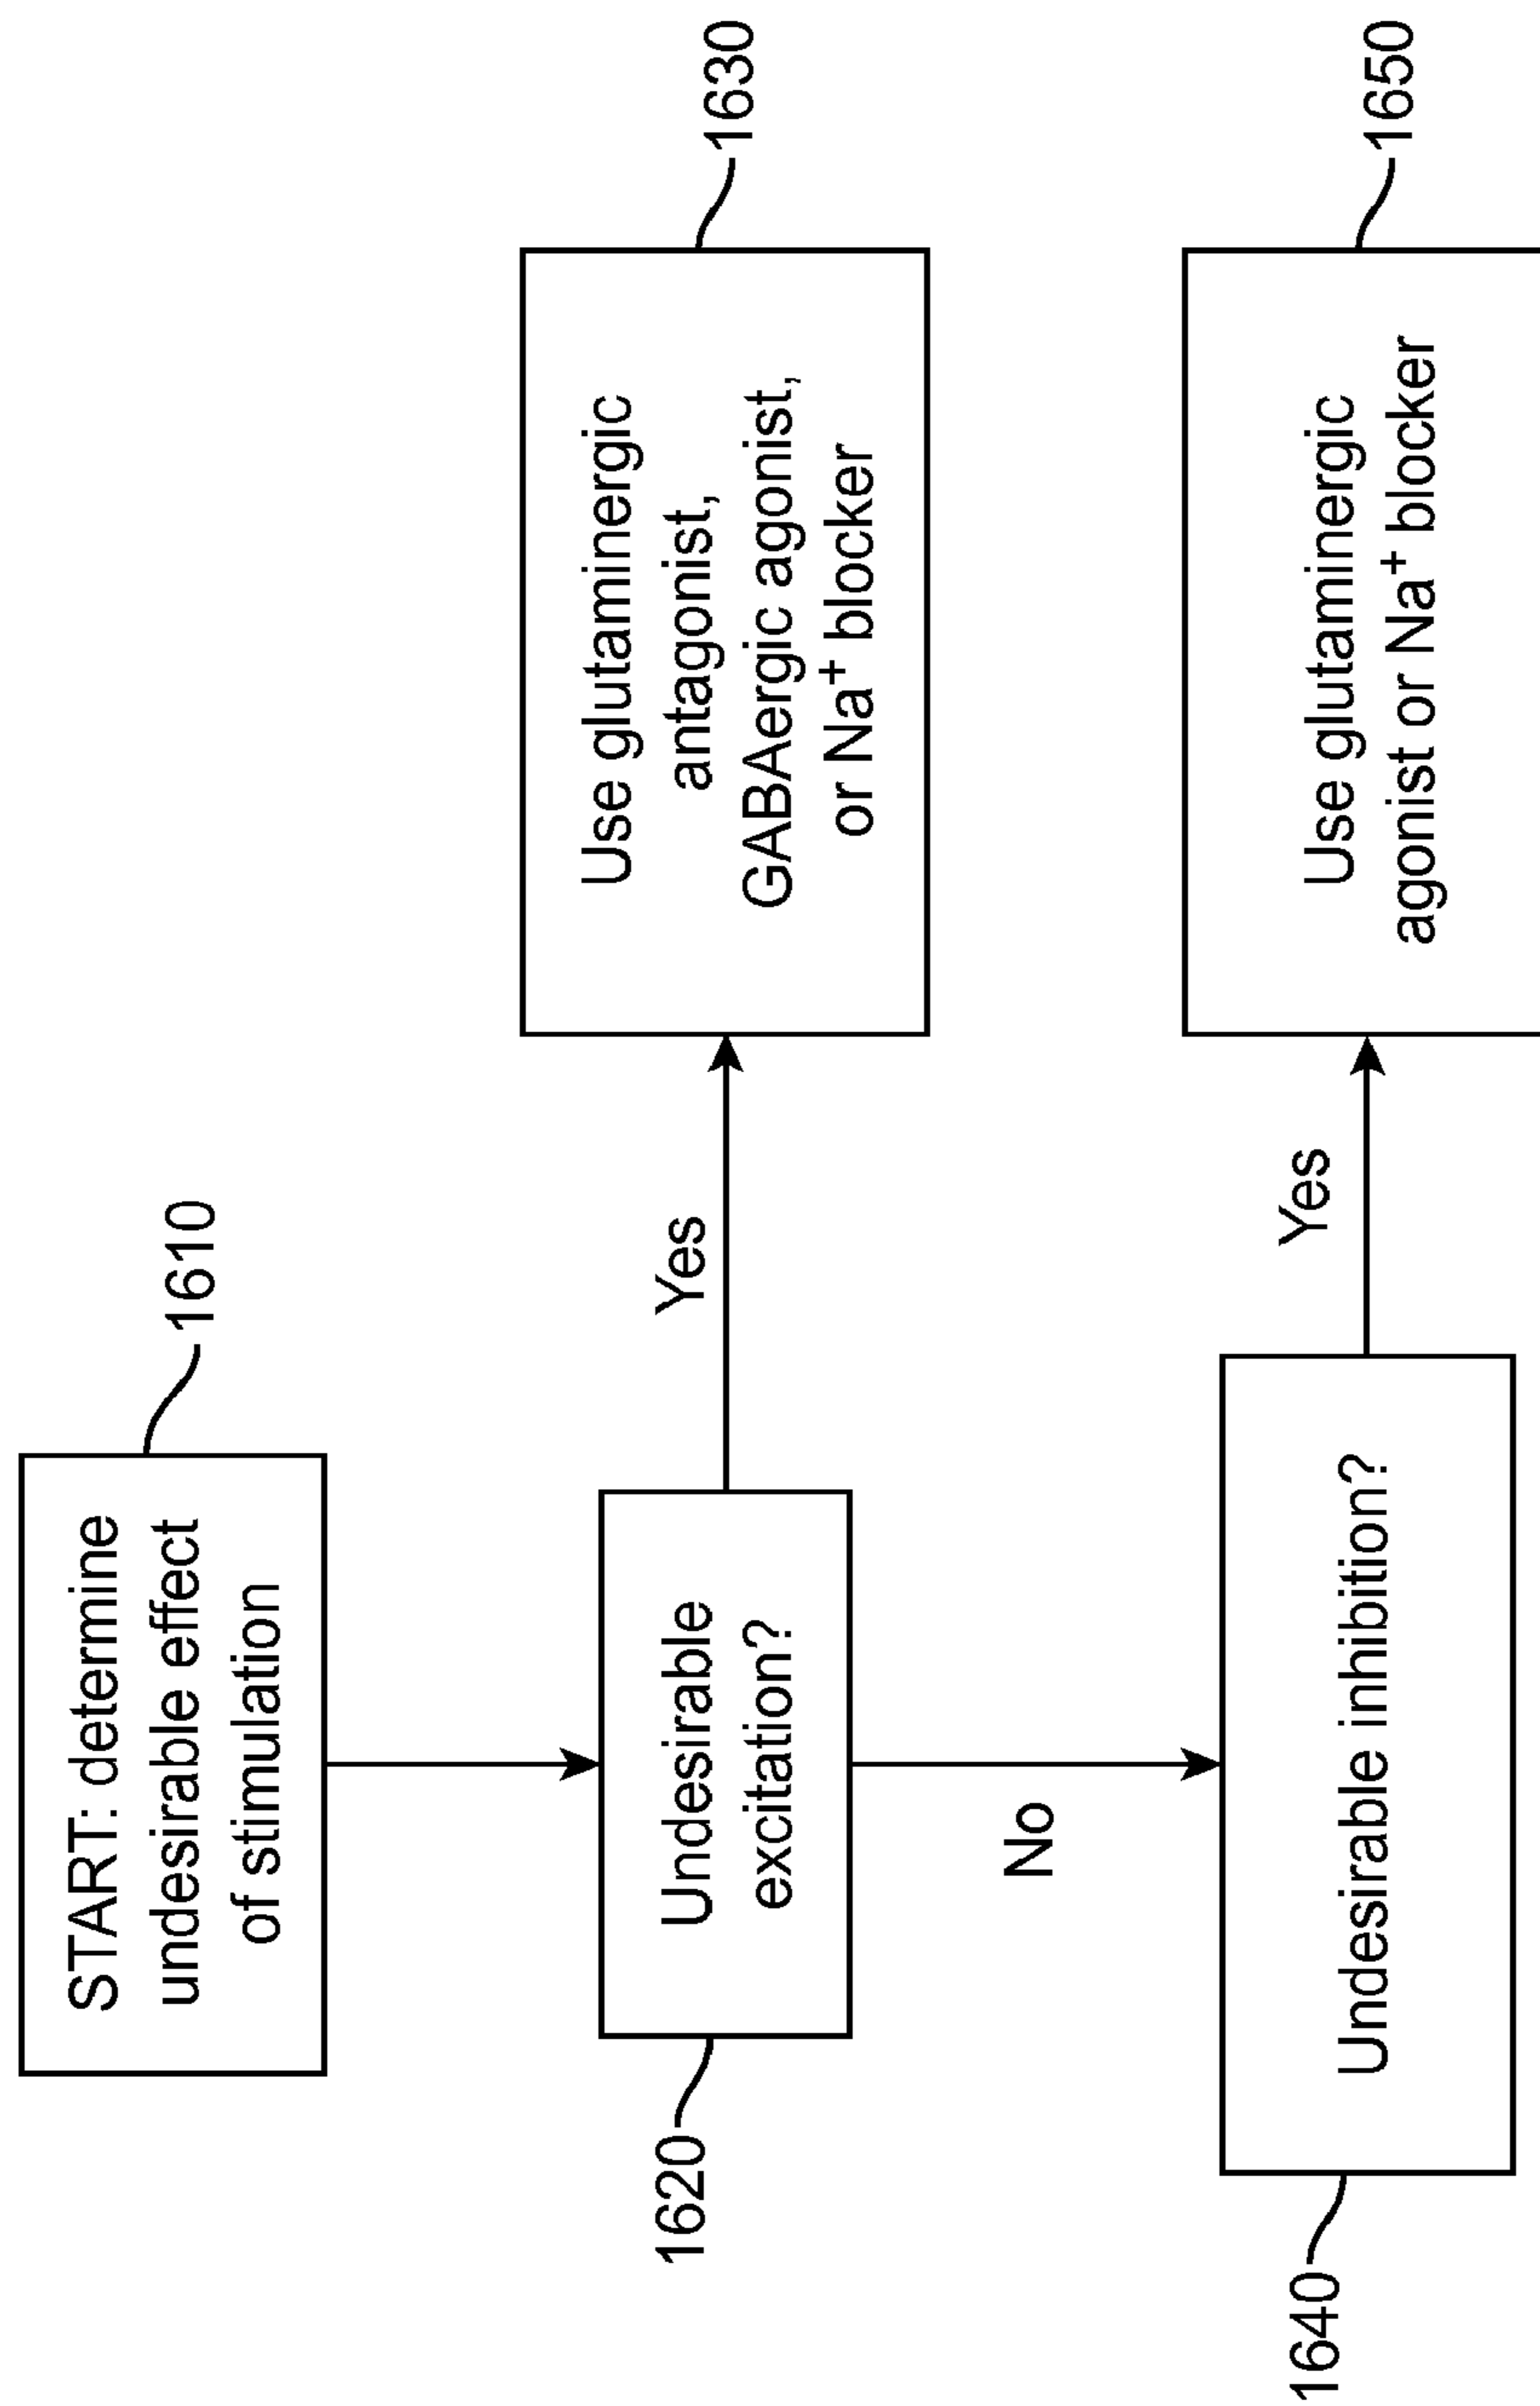 START: determine
undesirable effect
of stimulation
1610
Undesirable
excitation?
1620
Yes
Use glutaminergic
antagonist,
GABAergic agonist,
or Na+ blocker
1630
No
Undesirable inhibition?
1640
Yes
Use glutaminergic
agonist or Na+ blocker
1650